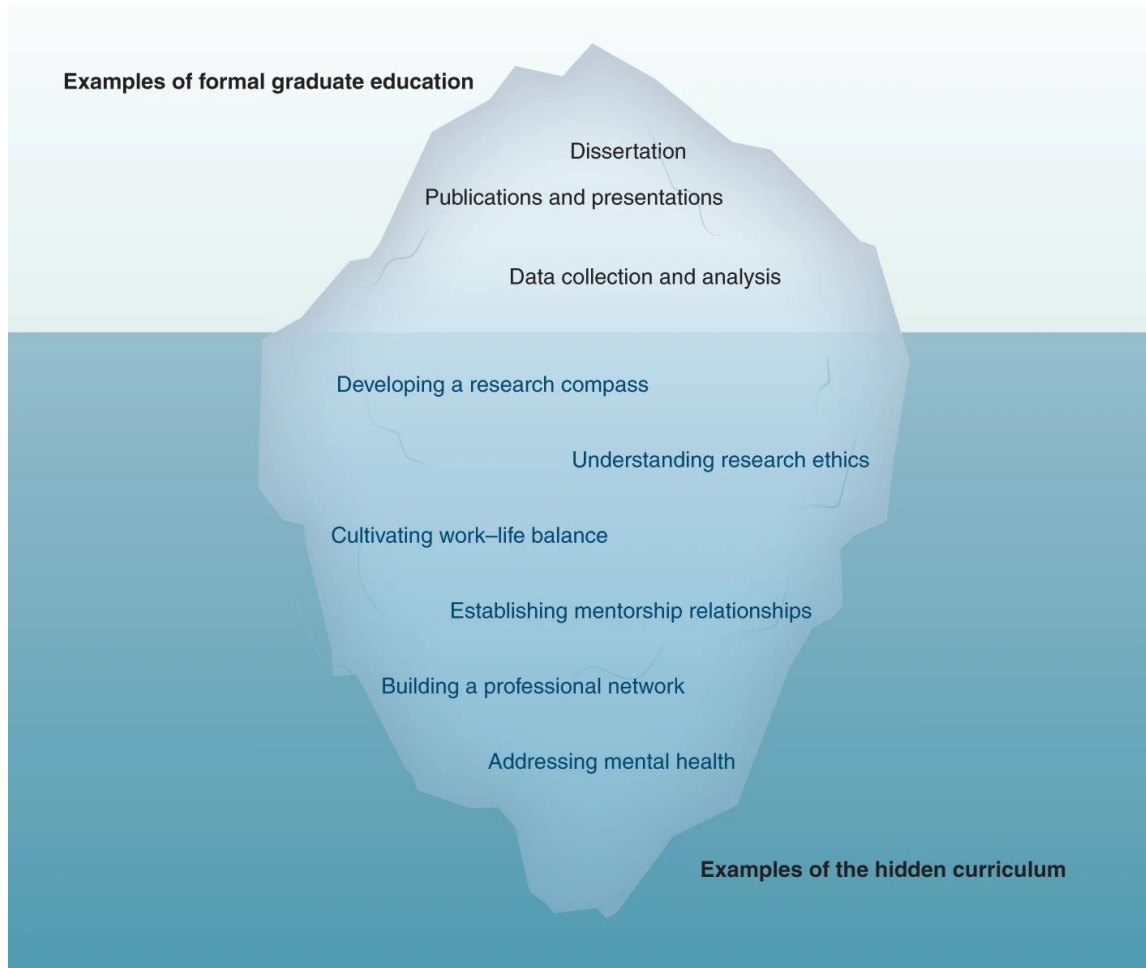 Examples of formal graduate education
Dissertation
Publications and presentations
Data collection and analysis
Developing a research compass
Understanding research ethics
Cultivating work–life balance
Establishing mentorship relationships
Building a professional network
Addressing mental health
Examples of the hidden curriculum